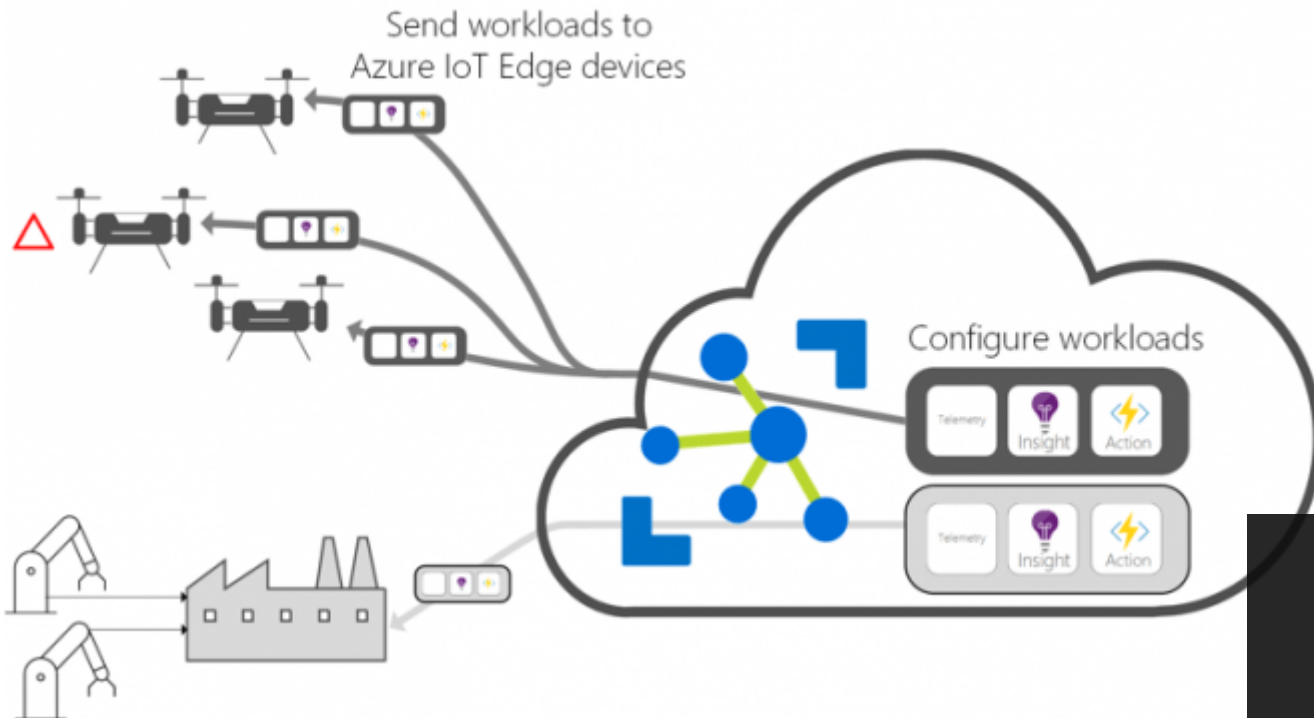 Send workloads to
Azure IoT Edge devices
Configure workloads
Telemetry
Insight
Action
Telemetry
Insight
Action